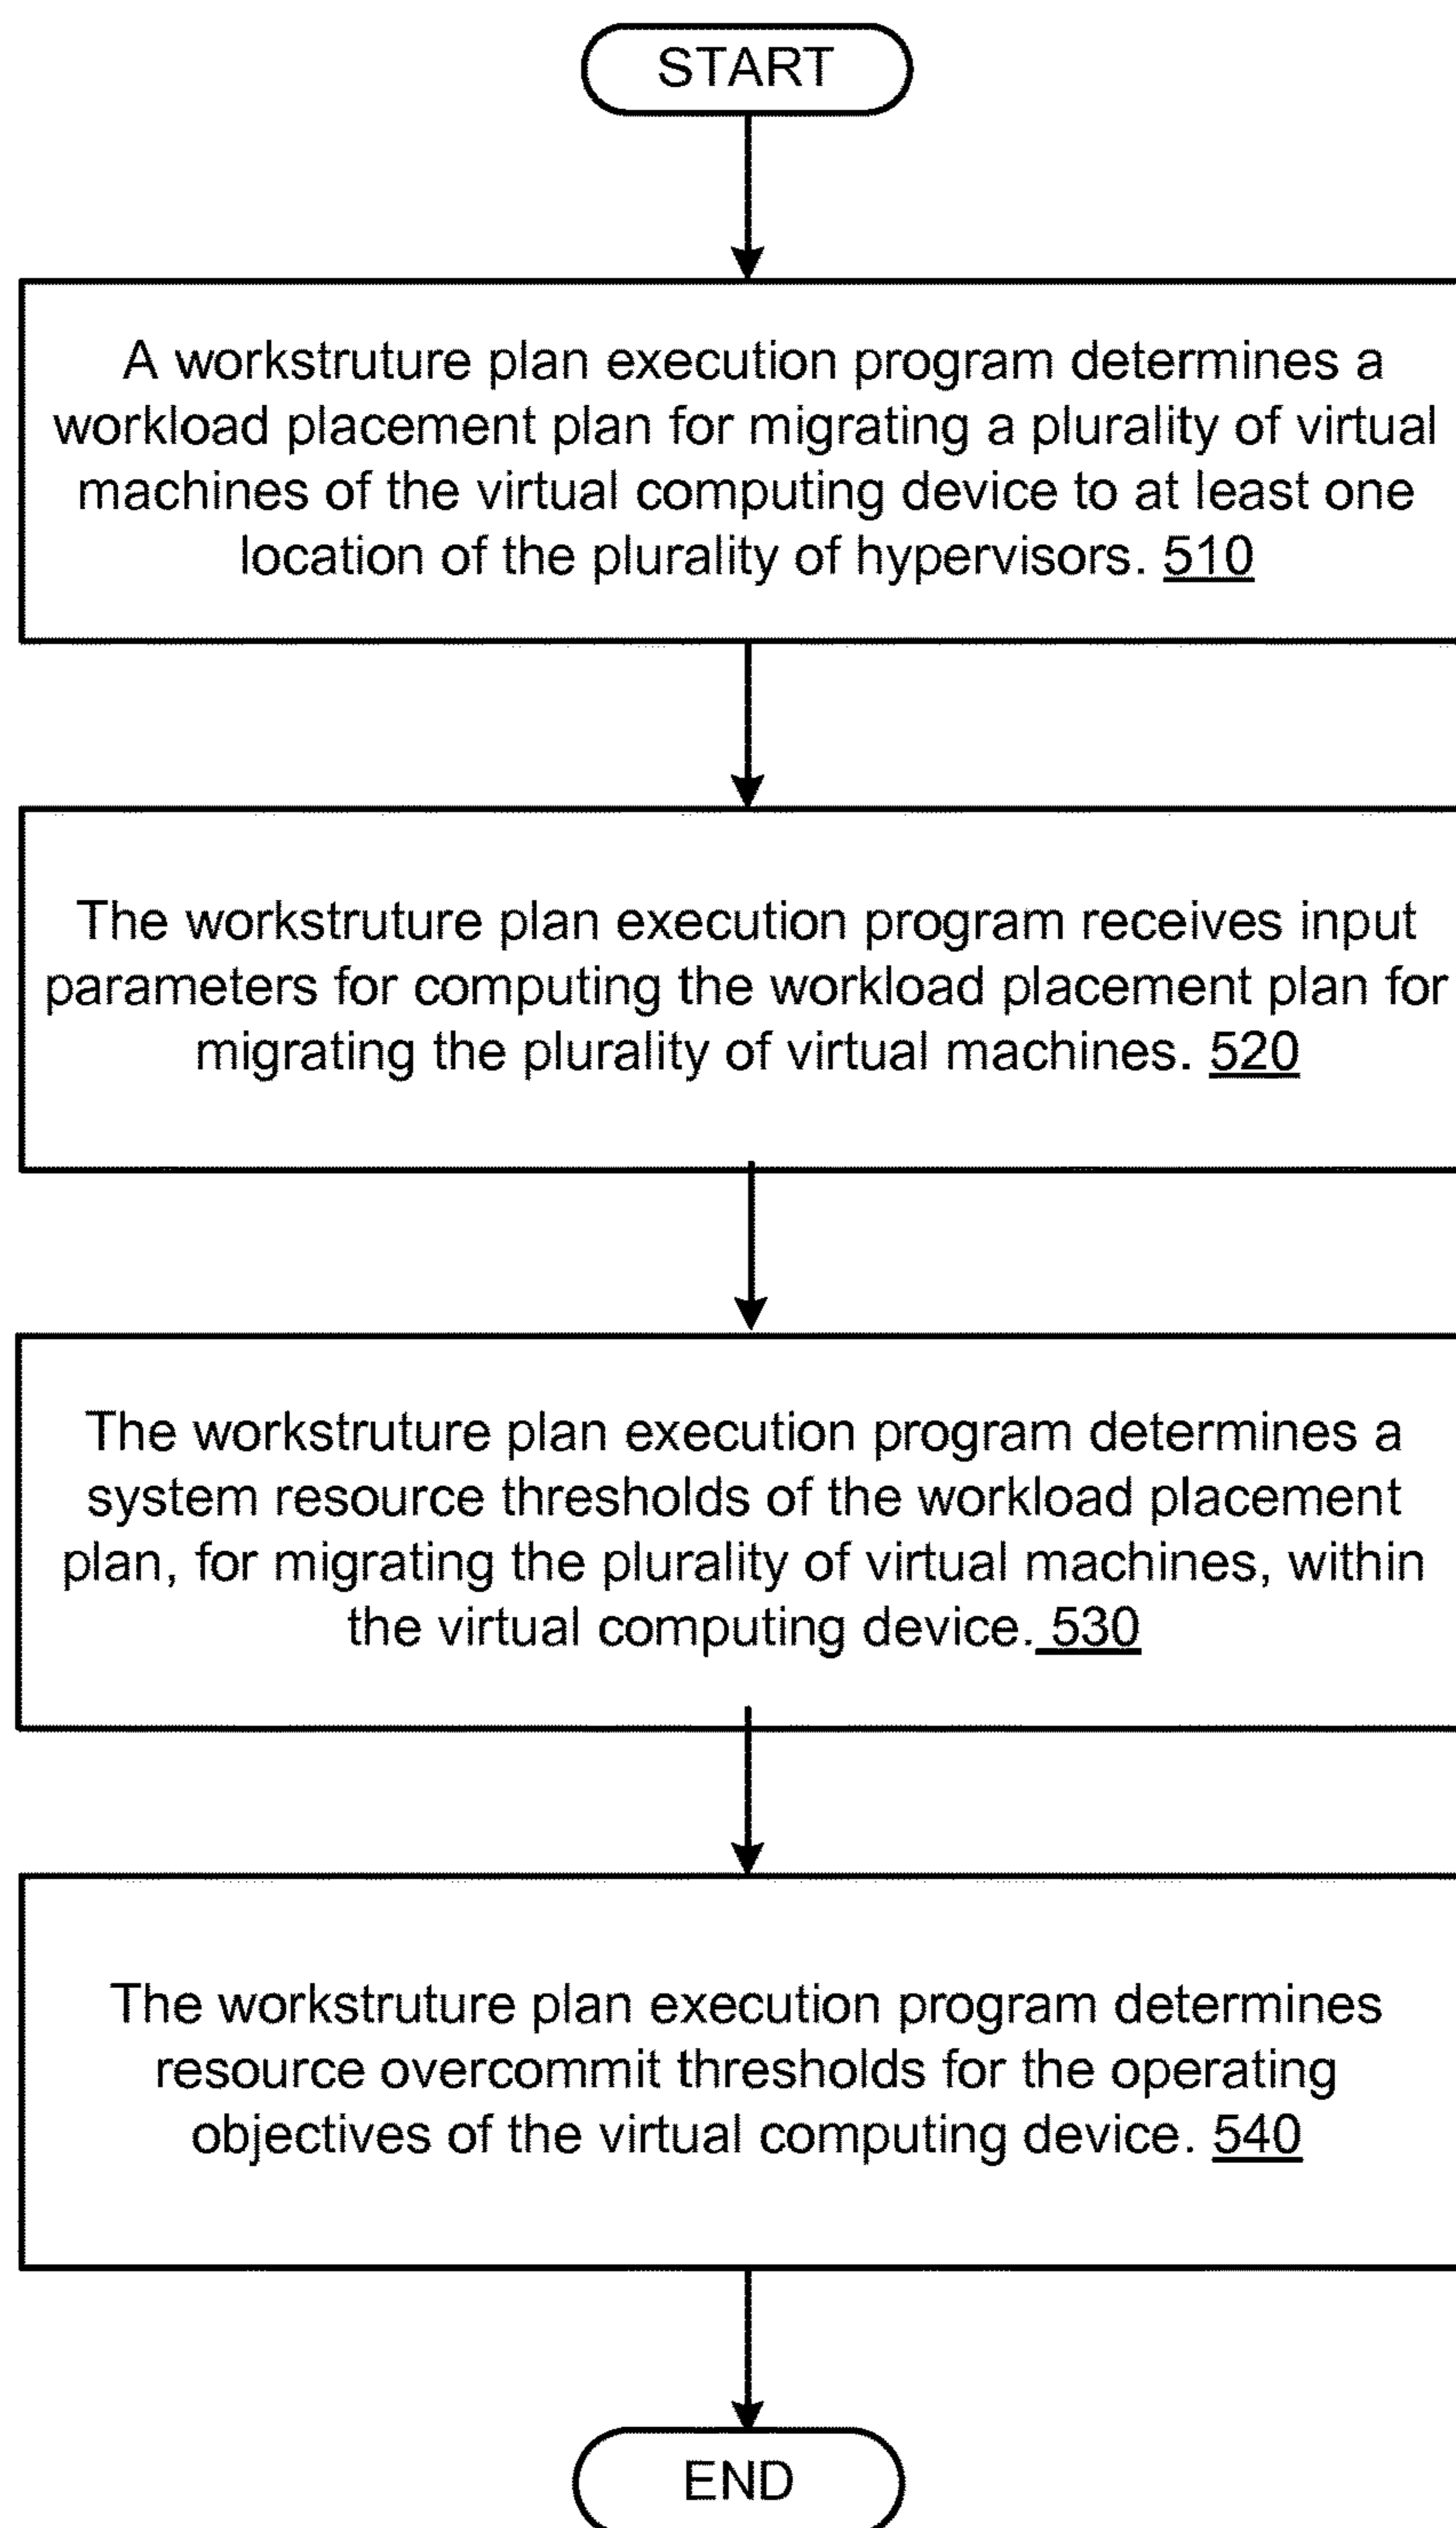 START
A workstruture plan execution program determines a
workload placement plan for migrating a plurality of virtual
machines of the virtual computing device to at least one
location of the plurality of hypervisors. 510
The workstruture plan execution program receives input
parameters for computing the workload placement plan for
migrating the plurality of virtual machines. 520
The workstruture plan execution program determines a
system resource thresholds of the workload placement
plan, for migrating the plurality of virtual machines, within
the virtual computing device. 530
The workstruture plan execution program determines
resource overcommit thresholds for the operating
objectives of the virtual computing device. 540
END